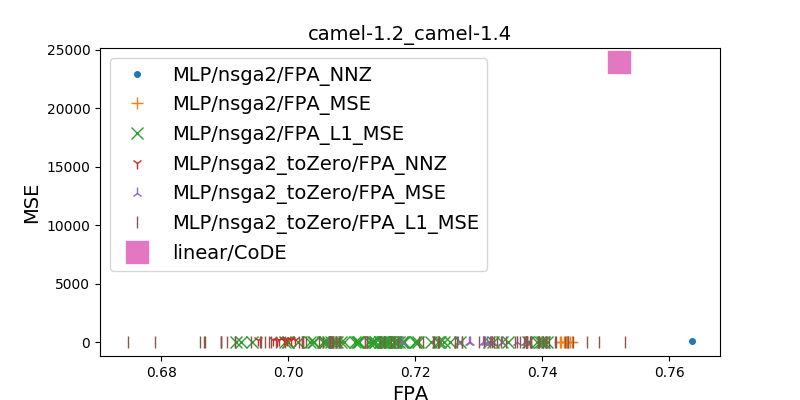 camel-1.2_camel-1.4
25000
20000
15000
10000
5000
0
MSE
MLP/nsga2/FPA_NNZ
MLP/nsga2/FPA_MSE
MLP/nsga2/FPA_L1_MSE
MLP/nsga2_toZero/FPA_NNZ
MLP/nsga2_toZero/FPA_MSE
MLP/nsga2_toZero/FPA_L1_MSE
linear/CoDE
0.68 0.70 0.72 0.74 0.76
FPA